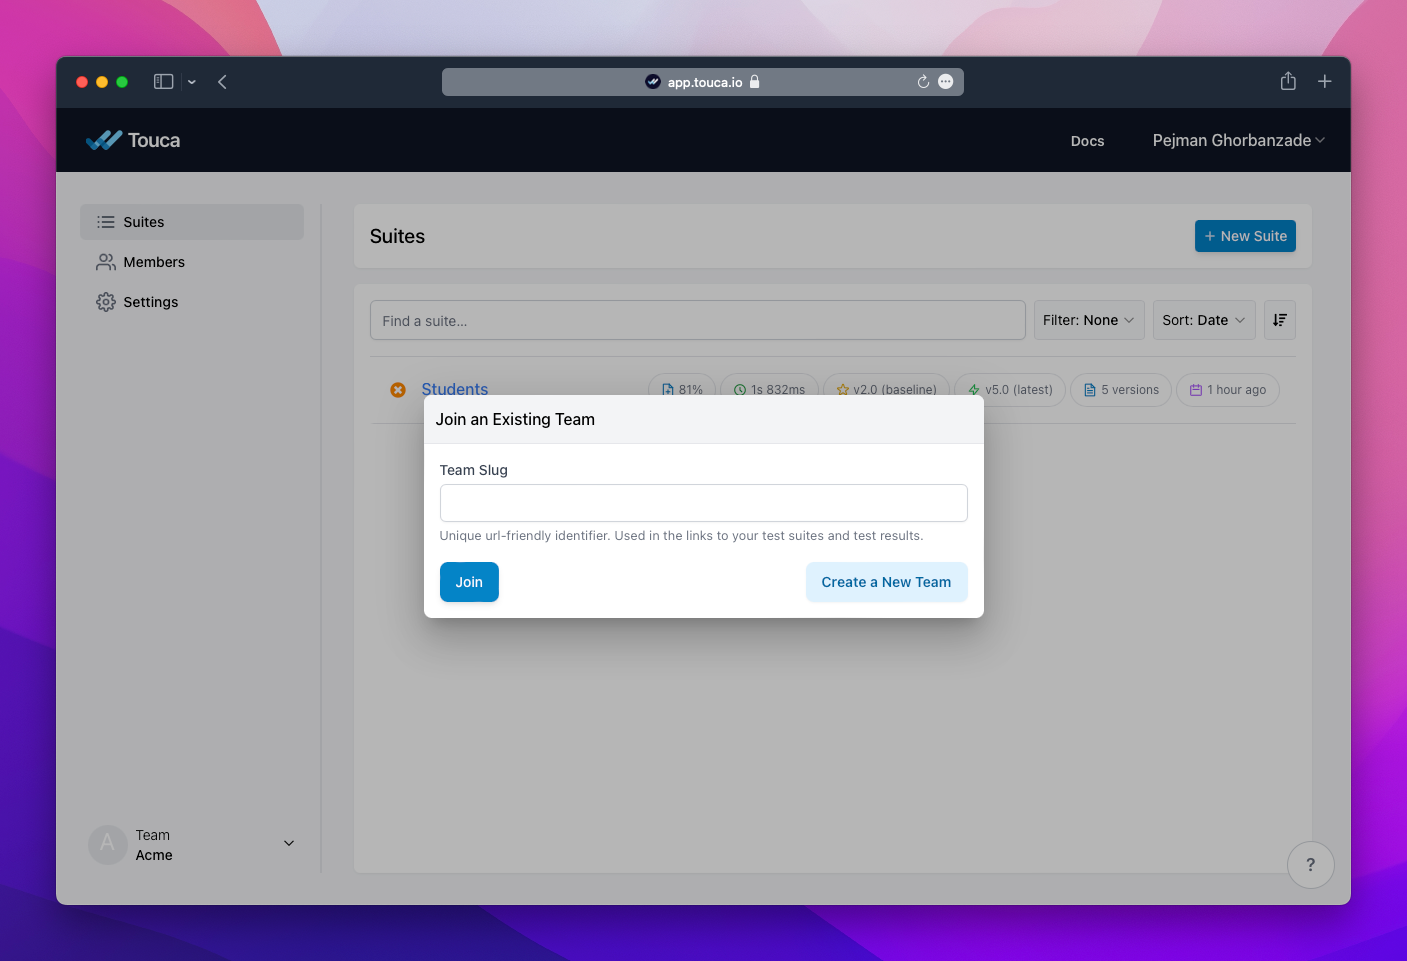 app.touca.io
Touca
Docs
Pejman Ghorbanzade
Suites
Members
Settings
Suites
+ New Suite
Find a suite...
Filter: None
Sort: Date
Students
81%
1s 832ms
v2.0 (baseline)
v5.0 (latest)
5 versions
1 hour ago
Join an Existing Team
Team Slug
Unique url-friendly identifier. Used in the links to your test suites and test results.
Join
Create a New Team
A
Team
Acme
?